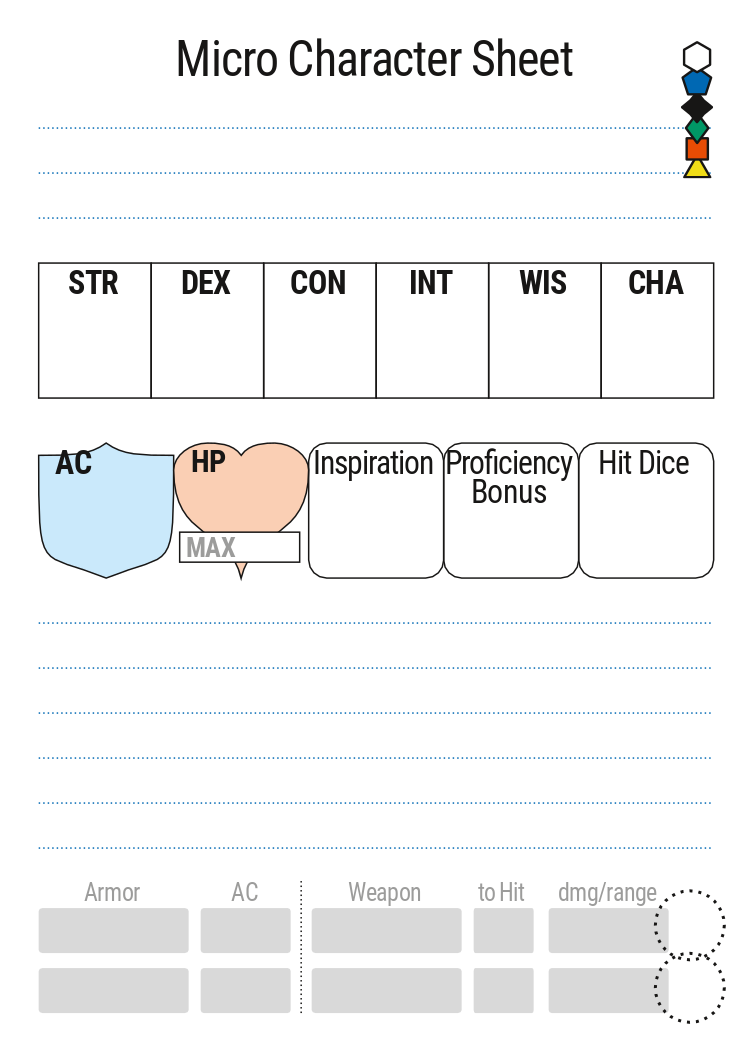 Micro Character Sheet
STR DEX CON INT WIS CHA
AC HP Inspiration Proficiency Hit Dice
Bonus
MAX
Armor AC Weapon to Hit dmg/range